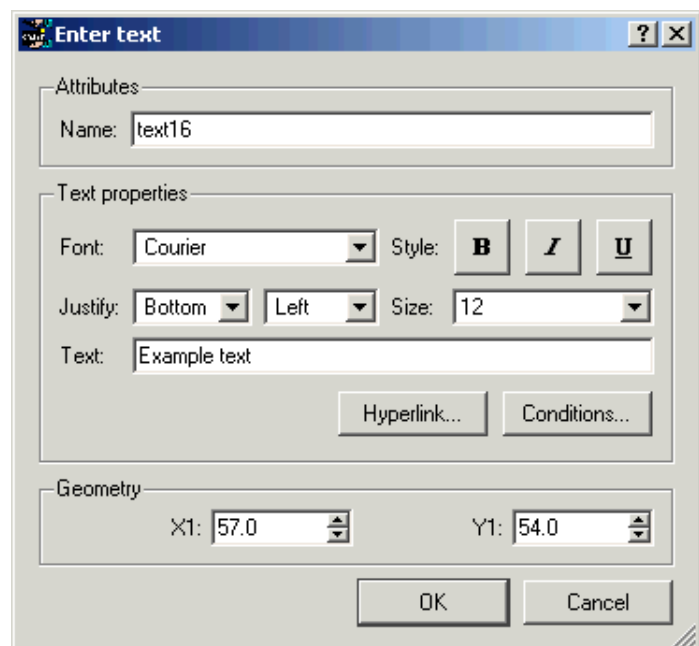 Enter text
Attributes
Name: text16
Text properties
Font: Courier Style: B I U
Justify: Bottom Left Size: 12
Text: Example text
Hyperlink... Conditions...
Geometry
X1: 57.0 Y1: 54.0
OK Cancel